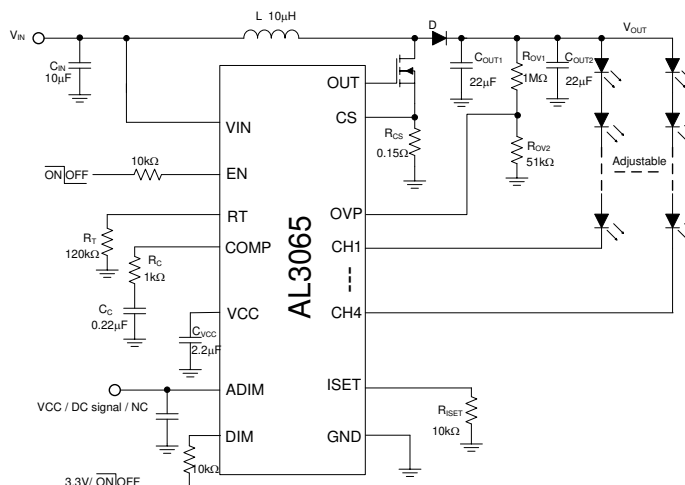 L 10μH
D
VIN
VOUT
CIN
10μF
OUT
COUT1
22μF
ROV1
1MΩ
COUT2
22μF
CS
RCS
0.15Ω
ROV2
51kΩ
Adjustable
VIN
10kΩ
ON OFF
EN
OVP
RT
RT
120kΩ
COMP
RC
1kΩ
CH1
AL3065
CC
0.22μF
VCC
CVCC
2.2μF
CH4
ADIM
ISET
VCC / DC signal / NC
RISET
10kΩ
DIM
GND
10kΩ
3.3V/ ON OFF